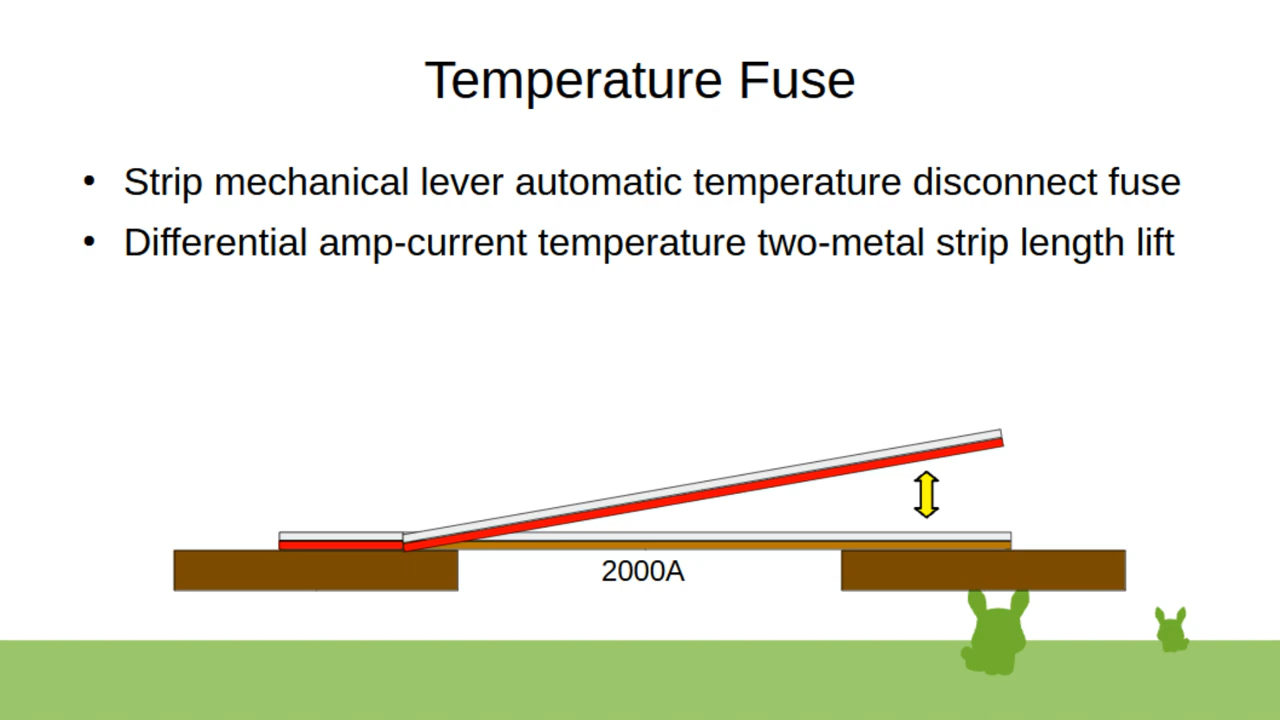 Temperature Fuse
• Strip mechanical lever automatic temperature disconnect fuse
• Differential amp-current temperature two-metal strip length lift
2000A